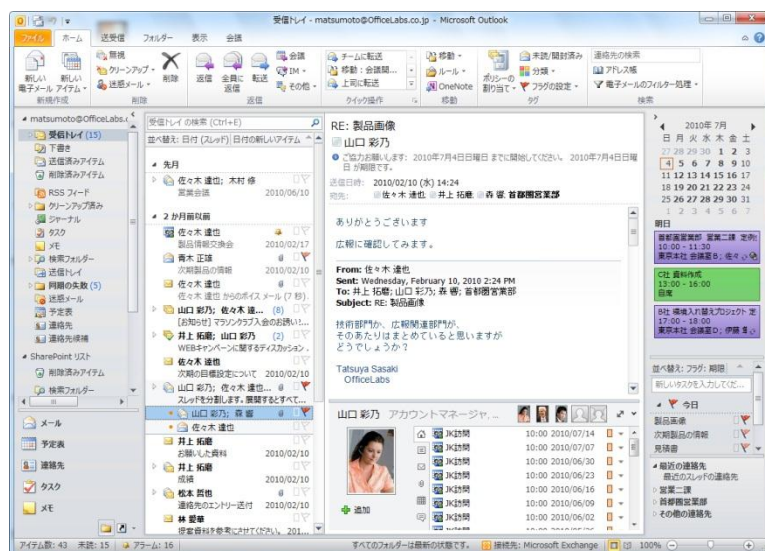 受信トレイ - matsumoto@OfficeLabs.co.jp - Microsoft Outlook
ファイル ホーム 送受信 フォルダー 表示 会議
新しい 電子メール
新しい アイテム
新規作成
無視
クリーンアップ
迷惑メール
削除
削除
返信
全員に 返信
転送
会議
IM
その他
返信
チームに転送
移動: 会議開...
上司に転送
クイック操作
移動
ルール
OneNote
移動
ポリシーの 割り当て
未読/開封済み
分類
フラグの設定
タグ
連絡先の検索
アドレス帳
電子メールのフィルター処理
検索
matsumoto@OfficeLabs.c
受信トレイ (15)
下書き
送信済みアイテム
削除済みアイテム
RSS フィード
クリーンアップ済み
ジャーナル
タスク
メモ
検索フォルダー
送信トレイ
同期の失敗 (5)
迷惑メール
予定表
連絡先
連絡先候補
SharePoint リスト
削除済みアイテム
検索フォルダー
メール
予定表
連絡先
タスク
メモ
受信トレイ の検索 (Ctrl+E)
並べ替え: 日付 (スレッド) 日付の新しいアイテム
先月
佐々木 達也; 木村 修
営業会議 2010/06/10
2 か月前以前
佐々木 達也
製品情報交換会 2010/02/17
青木 正雄
次期製品の情報 2010/02/10
佐々木 達也
佐々木 達也 からのボイス メール (7 秒)
山口 彩乃; 佐々木 達... (8)
[お知らせ] マラソンクラブ入会のお誘い!...
井上 拓磨; 山口 彩乃 (2)
WEBキャンペーンに関するディスカッション
佐々木 達也
次期の目標設定について 2010/02/10
山口 彩乃; 佐々木 達也...
スレッドを分割します。展開するとすべて...
山口 彩乃; 森 響
佐々木 達也
井上 拓磨
お願いした資料 2010/02/10
井上 拓磨
成績 2010/02/10
松本 哲也
連絡先のエントリー送付 2010/02/10
林 愛華
提案資料を参考にさせてください。 201...
RE: 製品画像
山口 彩乃
ご協力お願いします: 2010年7月4日日曜日 までに開始してください。 2010年7月4日日曜日 が期限です。
送信日時: 2010/02/10 (水) 14:24
宛先: 佐々木 達也; 井上 拓磨; 森 響; 首都圏営業部
ありがとうございます
広報に確認してみます。
From: 佐々木 達也
Sent: Wednesday, February 10, 2010 2:24 PM
To: 井上 拓磨; 山口 彩乃; 森 響; 首都圏営業部
Subject: RE: 製品画像
技術部門か、広報関連部門が、
そのあたりはまとめていると思いますが
どうでしょうか?
Tatsuya Sasaki
OfficeLabs
山口 彩乃 アカウントマネージャ, ...
追加
JK訪問 10:00 2010/07/14
JK訪問 10:00 2010/07/07
JK訪問 10:00 2010/06/30
JK訪問 10:00 2010/06/23
JK訪問 10:00 2010/06/16
JK訪問 10:00 2010/06/09
JK訪問 10:00 2010/06/02
2010年 7月
日 月 火 水 木 金 土
27 28 29 30 1 2 3
4 5 6 7 8 9 10
11 12 13 14 15 16 17
18 19 20 21 22 23 24
25 26 27 28 29 30 31
1 2 3 4 5 6 7
明日
首都圏営業部 営業二課 定例
10:00 - 11:30
東京本社 会議室B; 佐々
C社 資料作成
13:00 - 16:00
自席
B社 環境入れ替えプロジェクト 定
17:00 - 18:00
東京本社 会議室D; 伊藤
並べ替え: フラグ: 期限
新しいタスクを入力してくだ...
今日
製品画像
次期製品の情報
見積書
最近の連絡先
最近のスレッドの連絡先
営業二課
首都圏営業部
その他の連絡先
アイテム数: 43 未読: 15 アラーム: 16
すべてのフォルダーは最新の状態です。
接続先: Microsoft Exchange
100%